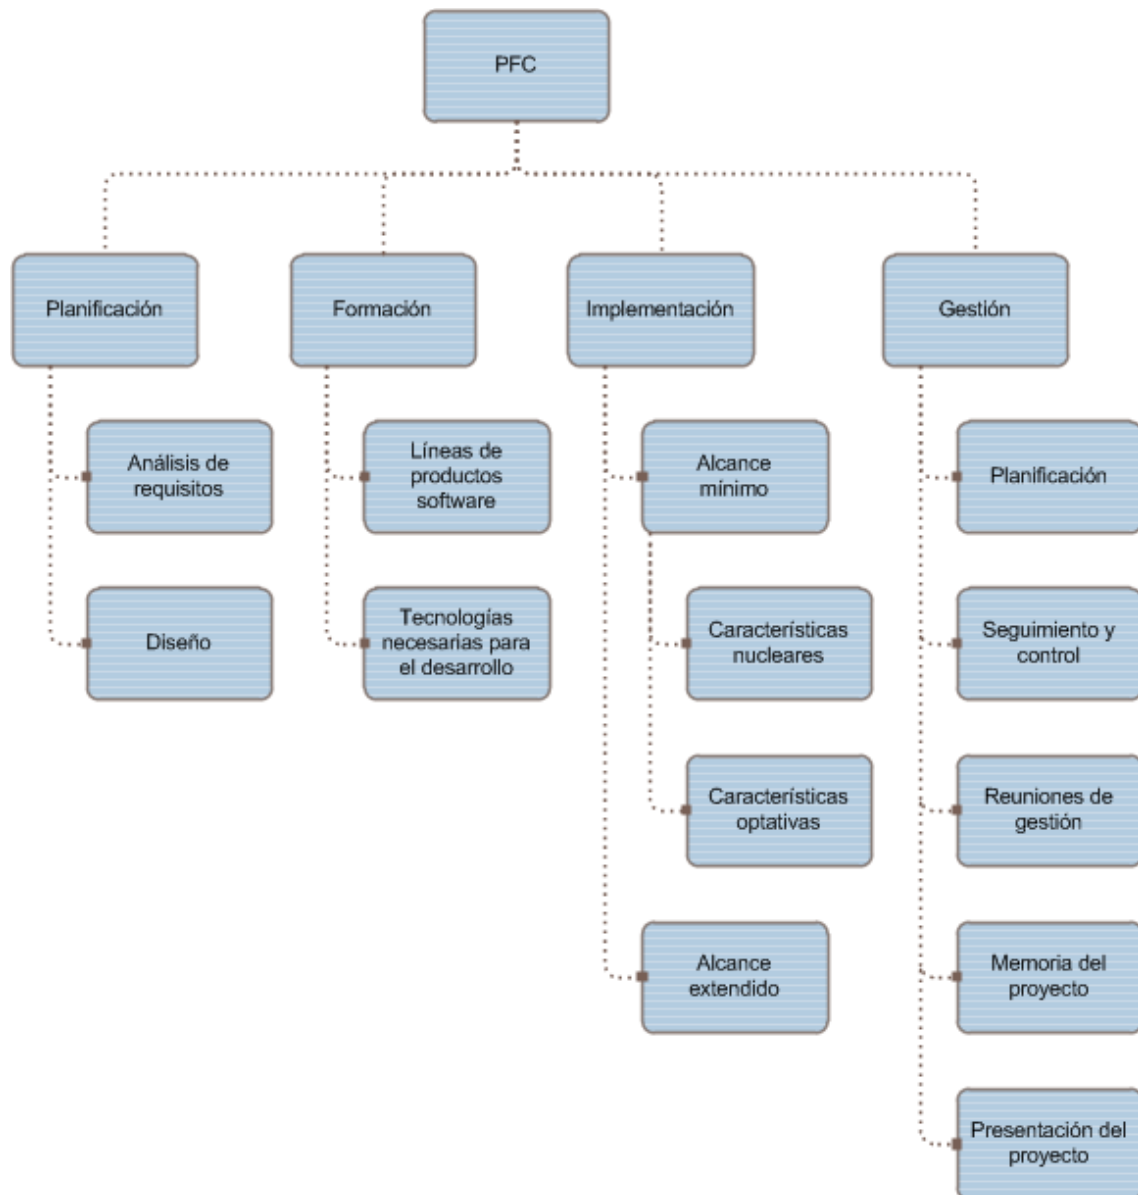 PFC
Planificación
Formación
Implementación
Gestión
Análisis de
requisitos
Líneas de
productos
software
Alcance
mínimo
Planificación
Diseño
Tecnologías
necesarias para
el desarrollo
Características
nucleares
Seguimiento y
control
Características
optativas
Reuniones de
gestión
Alcance
extendido
Memoria del
proyecto
Presentación del
proyecto